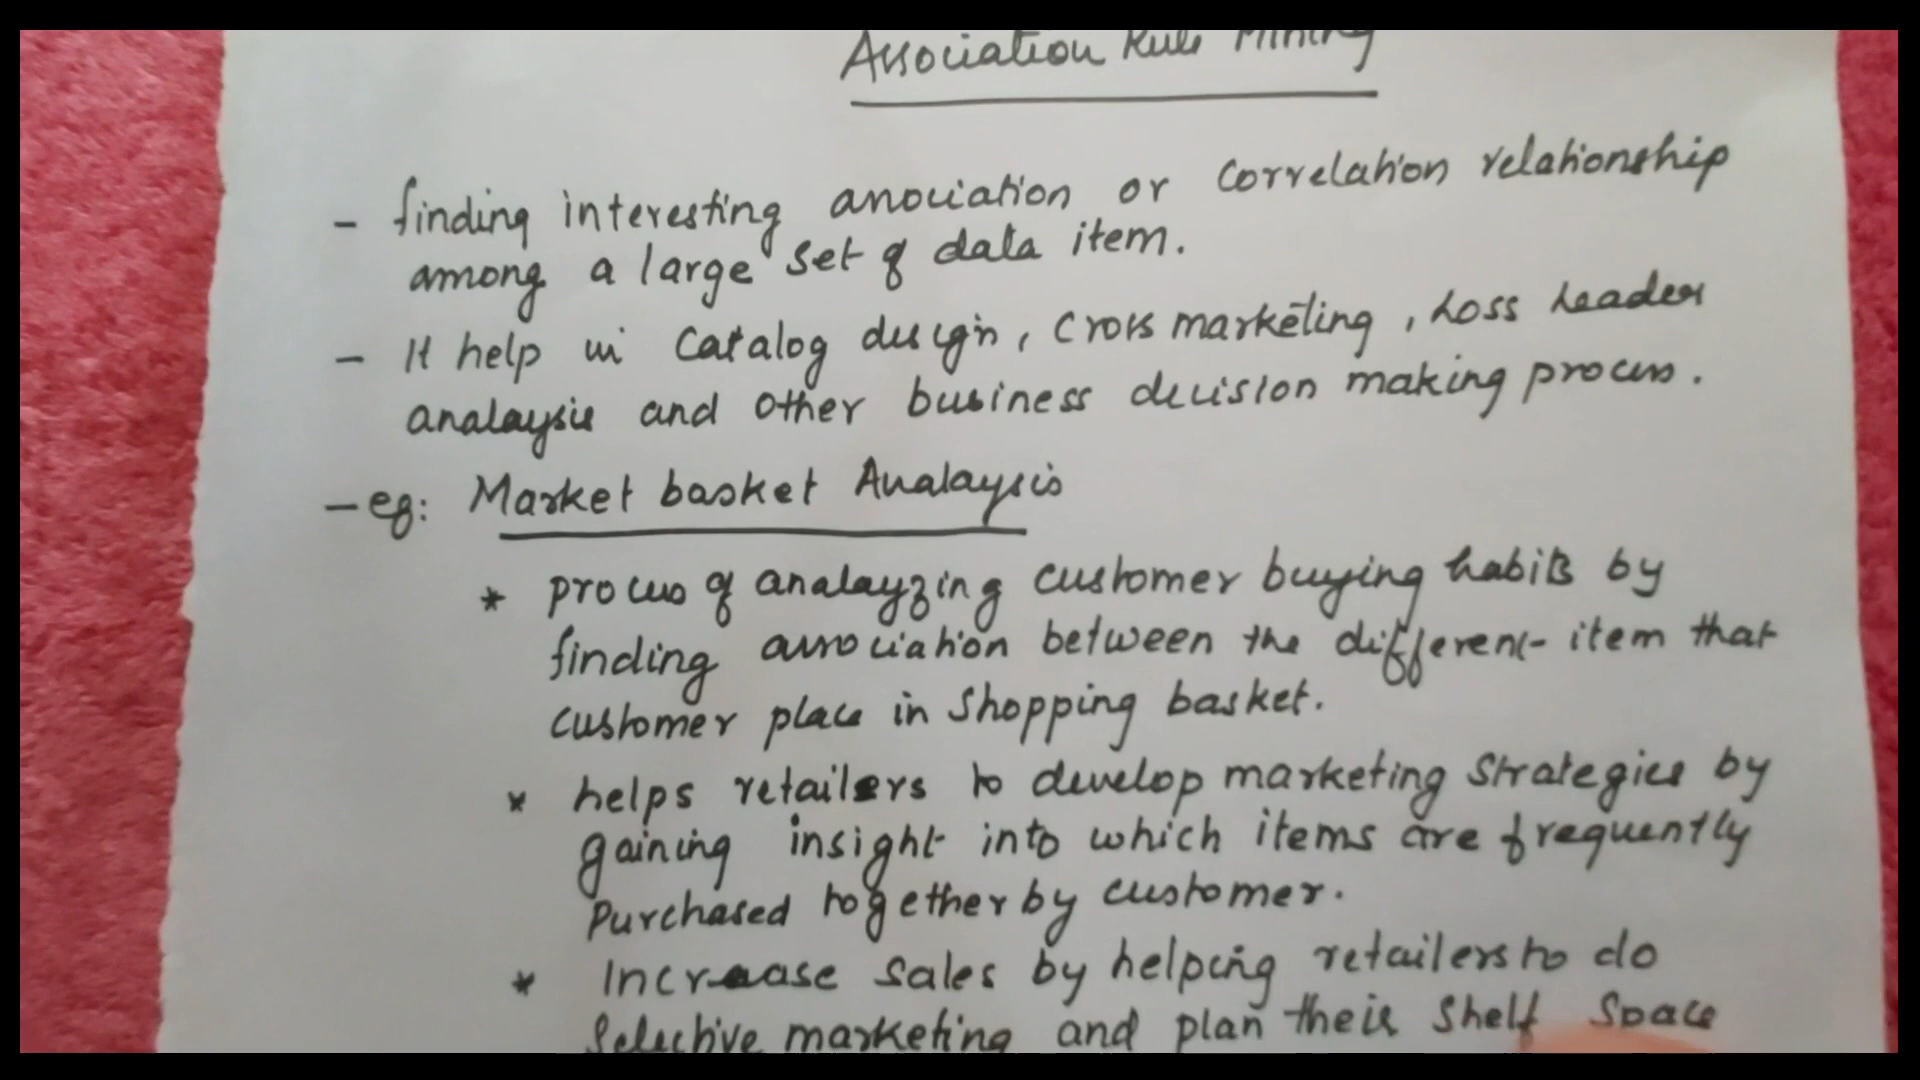 Association Rule Mining
- finding interesting association or correlation relationship
among a large set of data item.
- It help in Catalog design, Cross marketing, Loss Leader
analaysis and other business decision making process.
- eg: Market basket Analaysis
* process of analayzing customer buying habits by
finding association between the different item that
customer place in shopping basket.
* helps retailers to develop marketing strategies by
gaining insight into which items are frequently
Purchased together by customer.
* Increase sales by helping retailers to do
selective marketing and plan their shelf space